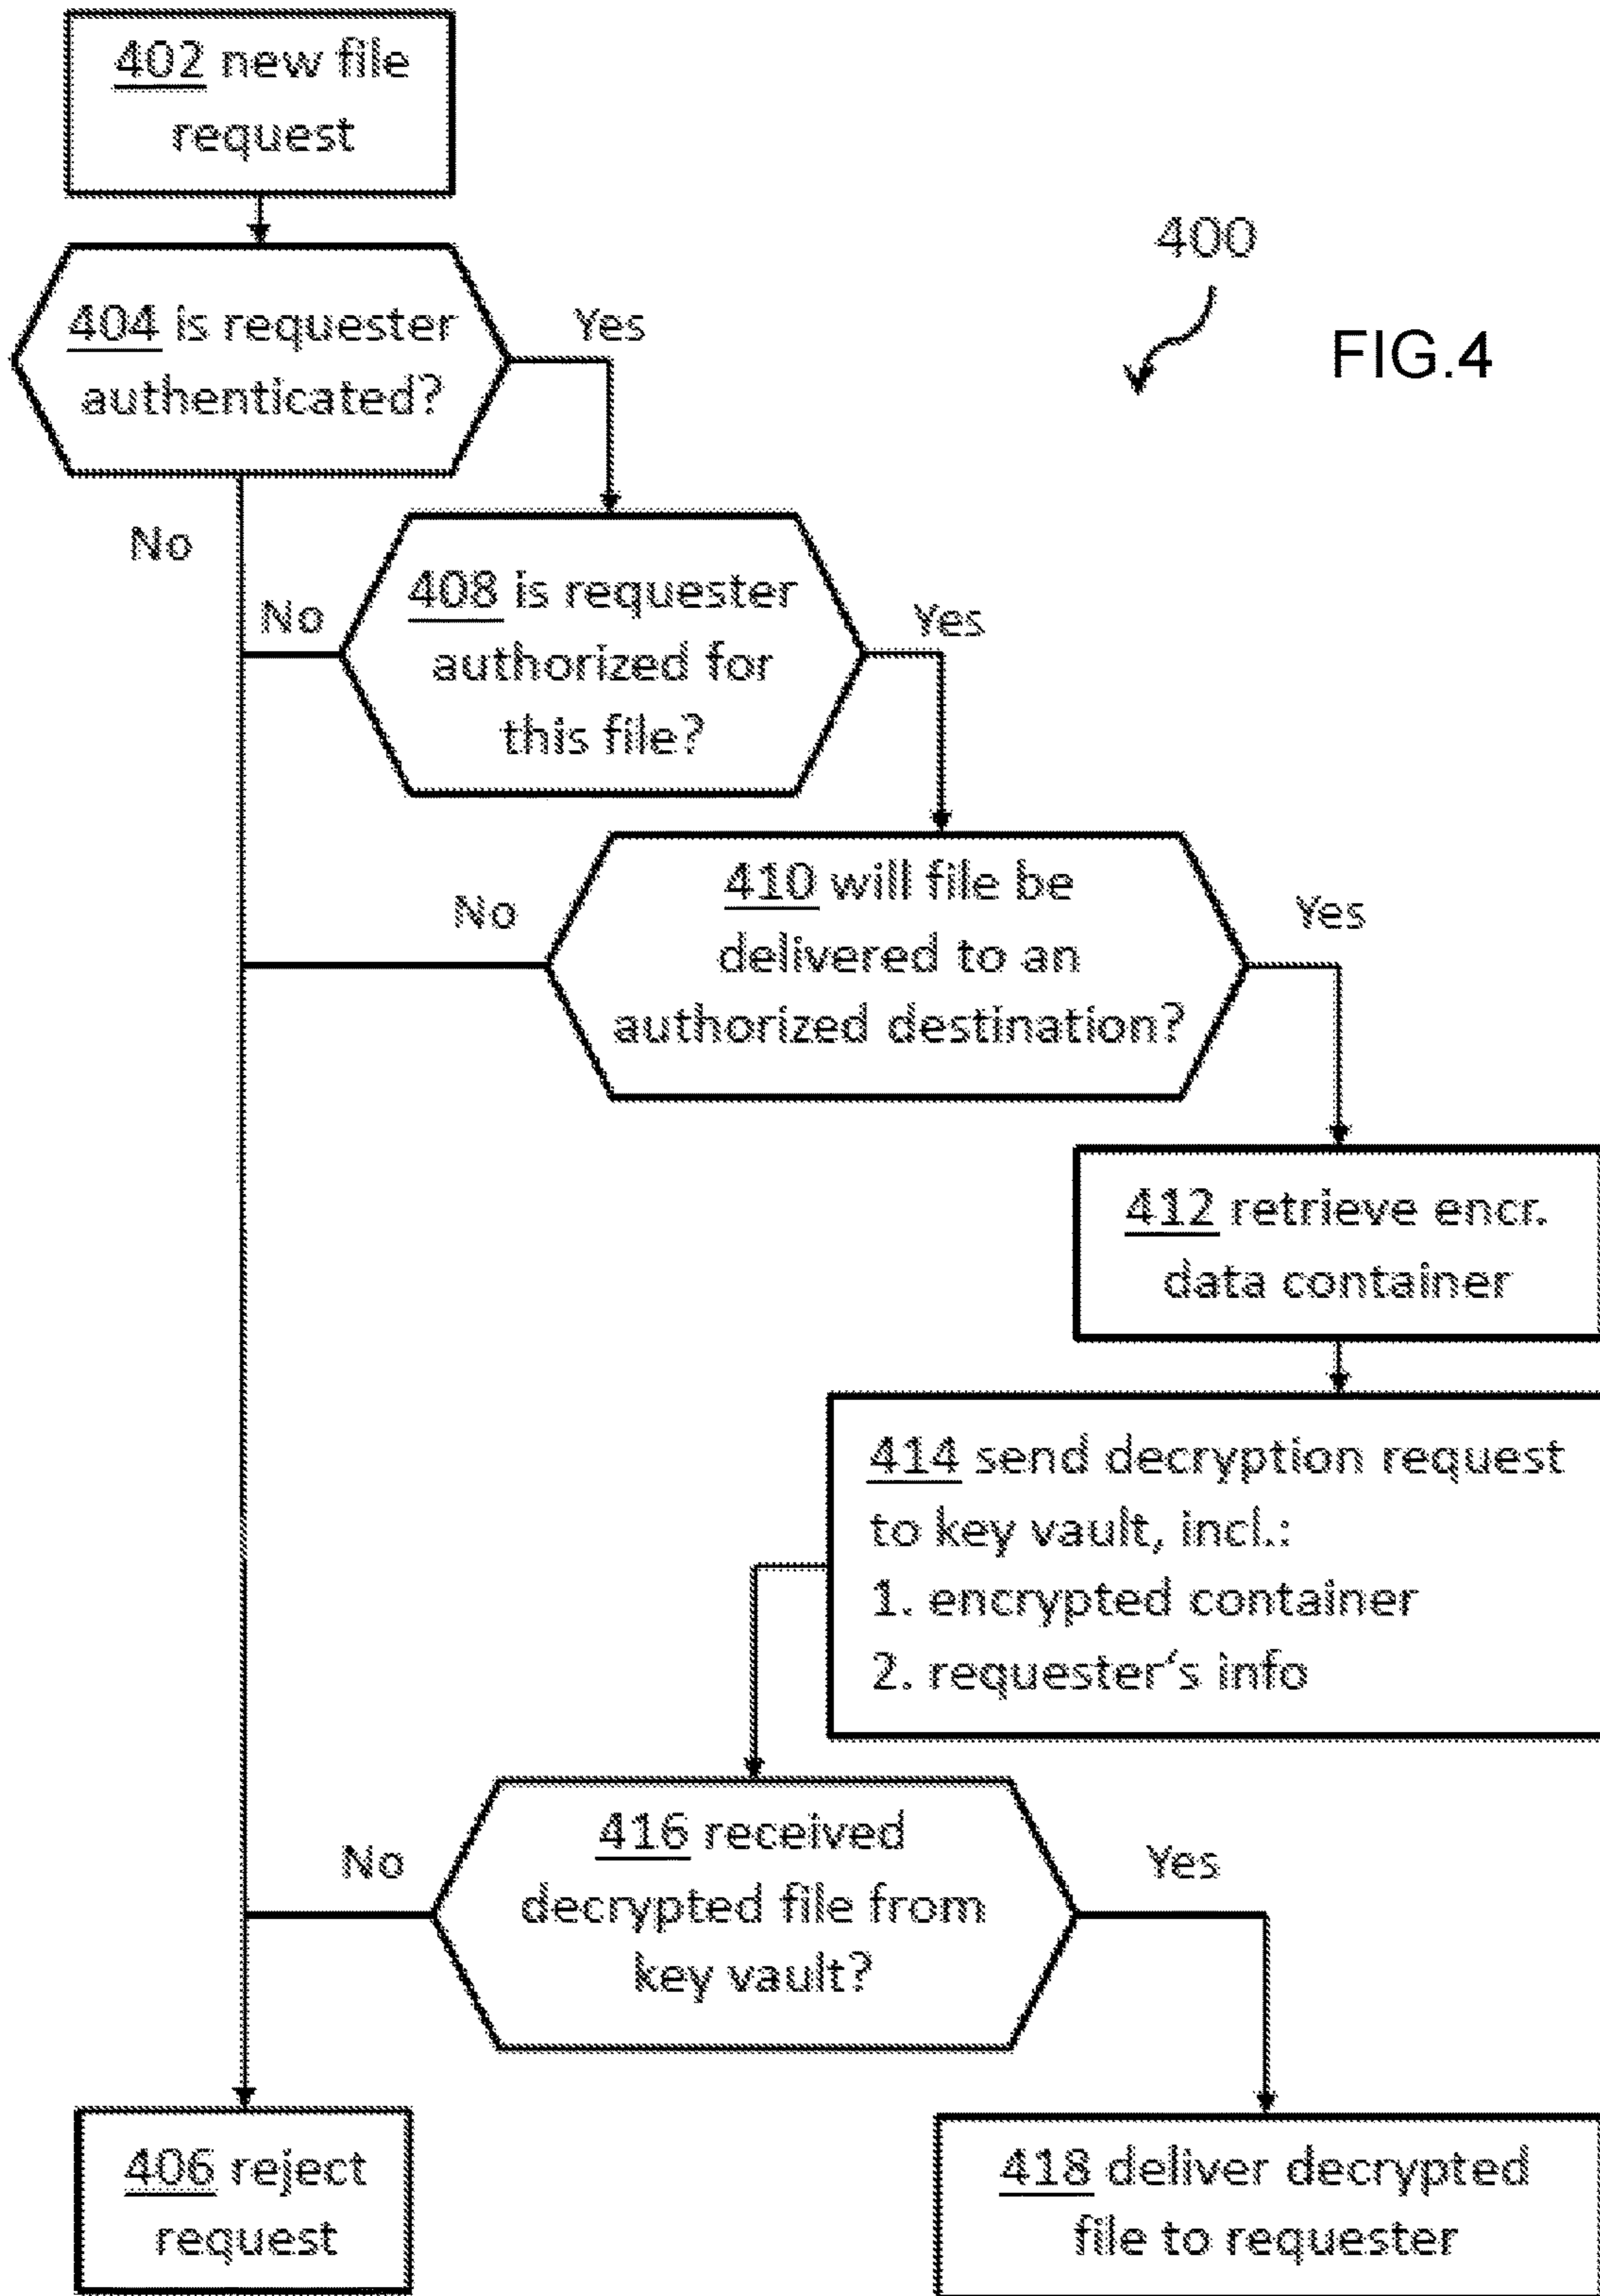 402 new file
request
400
FIG.4
404 is requester
authenticated?
Yes
No
408 is requester
authorized for
this file?
No
Yes
410 will file be
delivered to an
authorized destination?
No
Yes
412 retrieve encr.
data container
414 send decryption request
to key vault, incl.:
1. encrypted container
2. requester‘s info
416 received
decrypted file from
key vault?
No
Yes
406 reject
request
418 deliver decrypted
file to requester